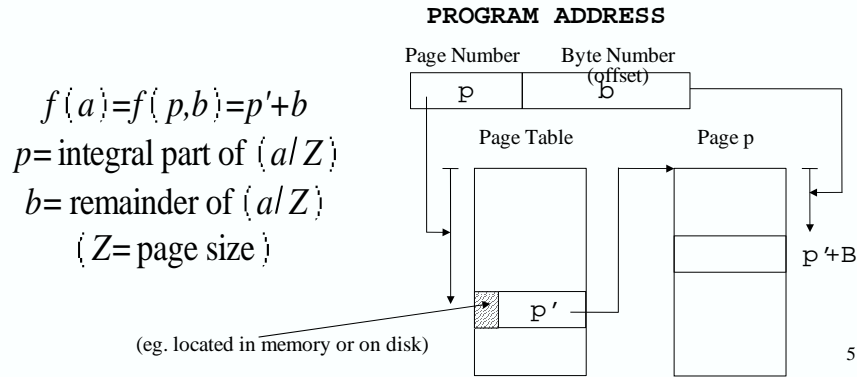 PROGRAM ADDRESS
Page Number
Byte Number
(offset)
p
b
f(a)=f(p,b)=p'+b
p=integral part of (a/Z)
b=remainder of (a/Z)
(Z=page size)
Page Table
Page p
p'+B
p'
(eg. located in memory or on disk)
5